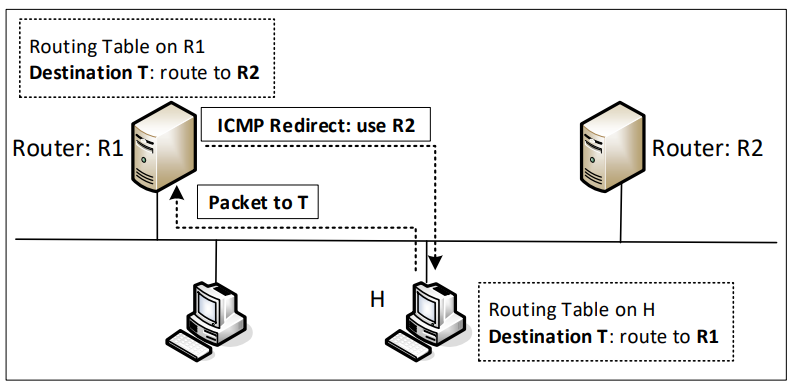 Routing Table on R1
Destination T: route to R2
Router: R1
ICMP Redirect: use R2
Router: R2
Packet to T
H
Routing Table on H
Destination T: route to R1